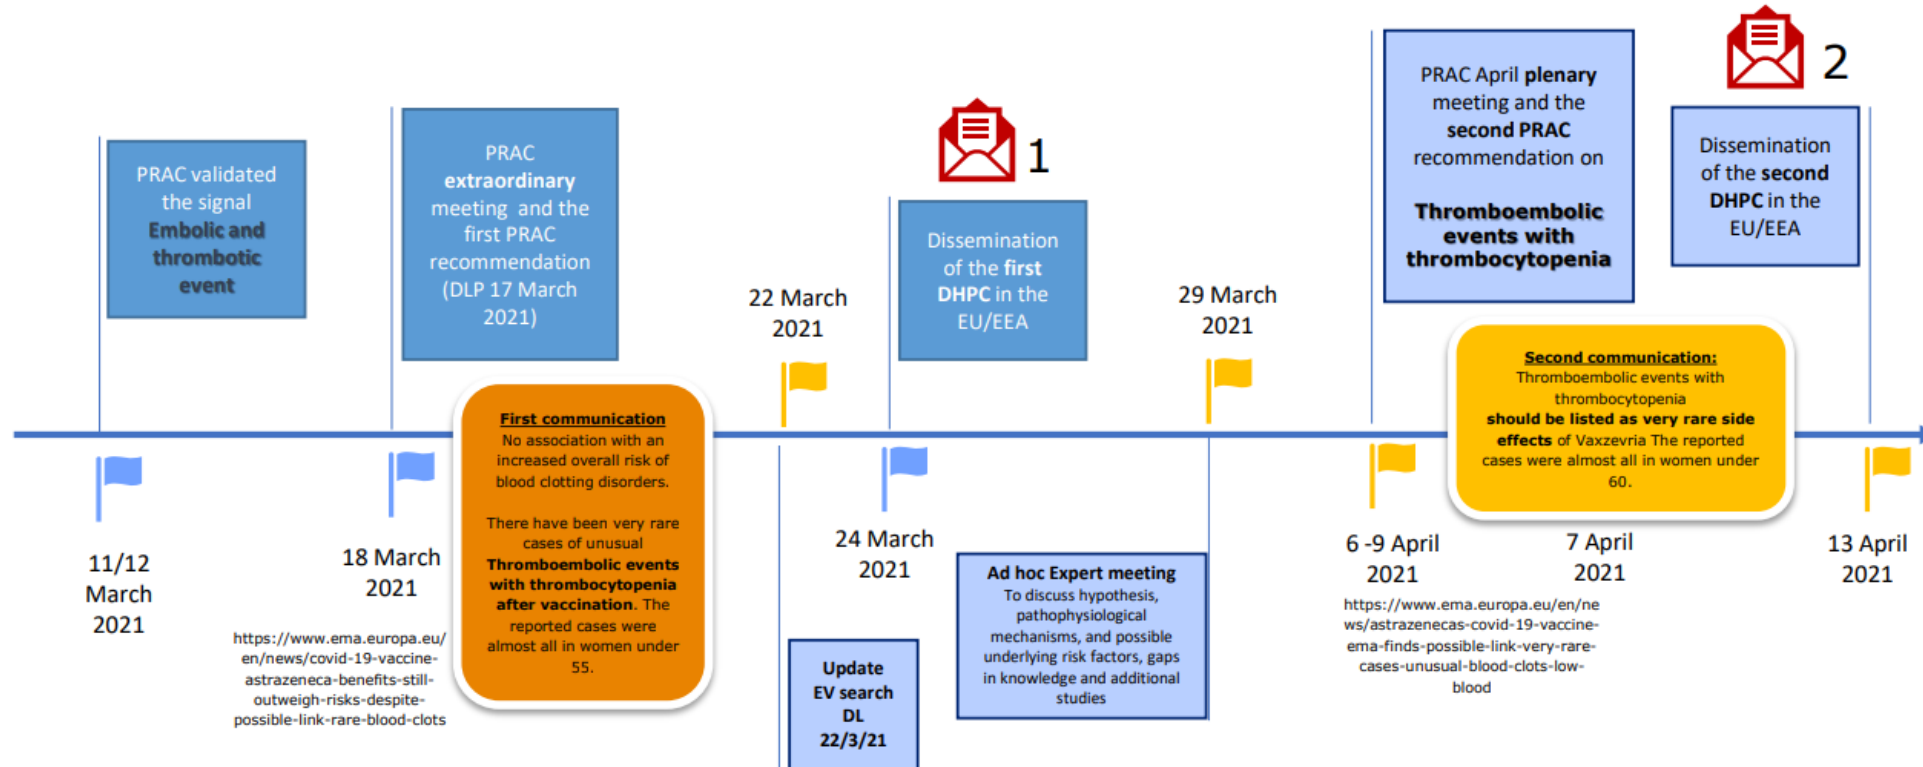 PRAC validated
the signal
Embolic and
thrombotic
event
11/12
March
2021
PRAC
extraordinary
meeting and the
first PRAC
recommendation
(DLP 17 March
2021)
18 March
2021
https://www.ema.europa.eu/
en/news/covid-19-vaccine-
astrazeneca-benefits-still-
outweigh-risks-despite-
possible-link-rare-blood-clots
First communication
No association with an
increased overall risk of
blood clotting disorders.
There have been very rare
cases of unusual
Thromboembolic events
with thrombocytopenia
after vaccination. The
reported cases were
almost all in women under
55.
22 March
2021
Update
EV search
DL
22/3/21
1
Dissemination
of the first
DHPC in the
EU/EEA
24 March
2021
29 March
2021
Ad hoc Expert meeting
To discuss hypothesis,
pathophysiological
mechanisms, and possible
underlying risk factors, gaps
in knowledge and additional
studies
PRAC April plenary
meeting and the
second PRAC
recommendation on
Thromboembolic
events with
thrombocytopenia
6 -9 April
2021
https://www.ema.europa.eu/en/ne
ws/astrazenecas-covid-19-vaccine-
ema-finds-possible-link-very-rare-
cases-unusual-blood-clots-low-
blood
Second communication:
Thromboembolic events with
thrombocytopenia
should be listed as very rare side
effects of Vaxzevria The reported
cases were almost all in women under
60.
7 April
2021
2
Dissemination
of the second
DHPC in the
EU/EEA
13 April
2021